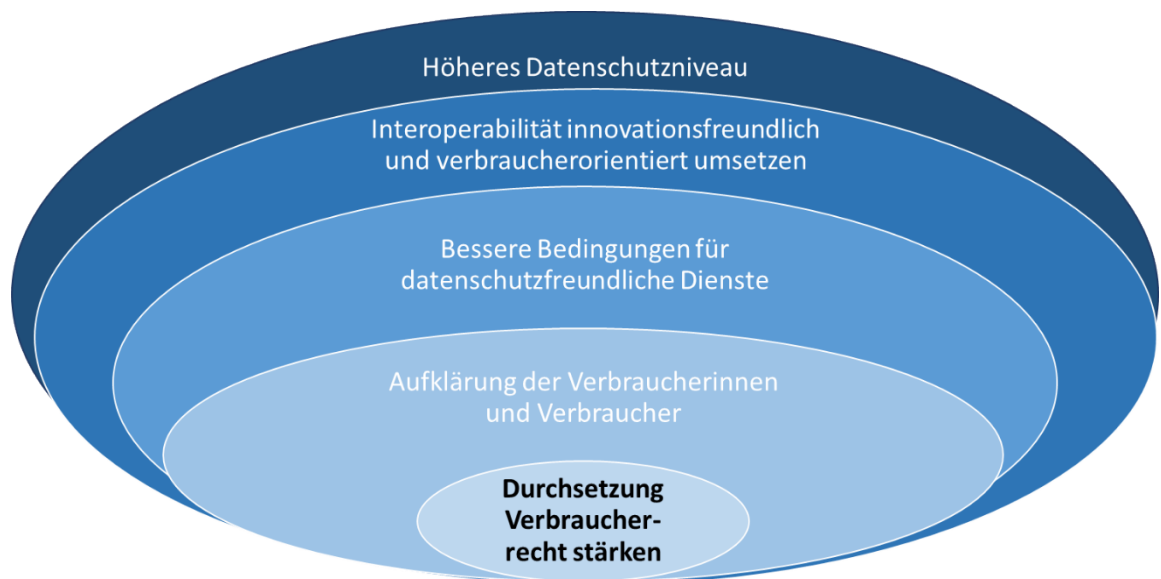 Höheres Datenschutzniveau
Interoperabilität innovationsfreundlich
und verbraucherorientiert umsetzen
Bessere Bedingungen für
datenschutzfreundliche Dienste
Aufklärung der Verbraucherinnen
und Verbraucher
Durchsetzung
Verbraucher-
recht stärken